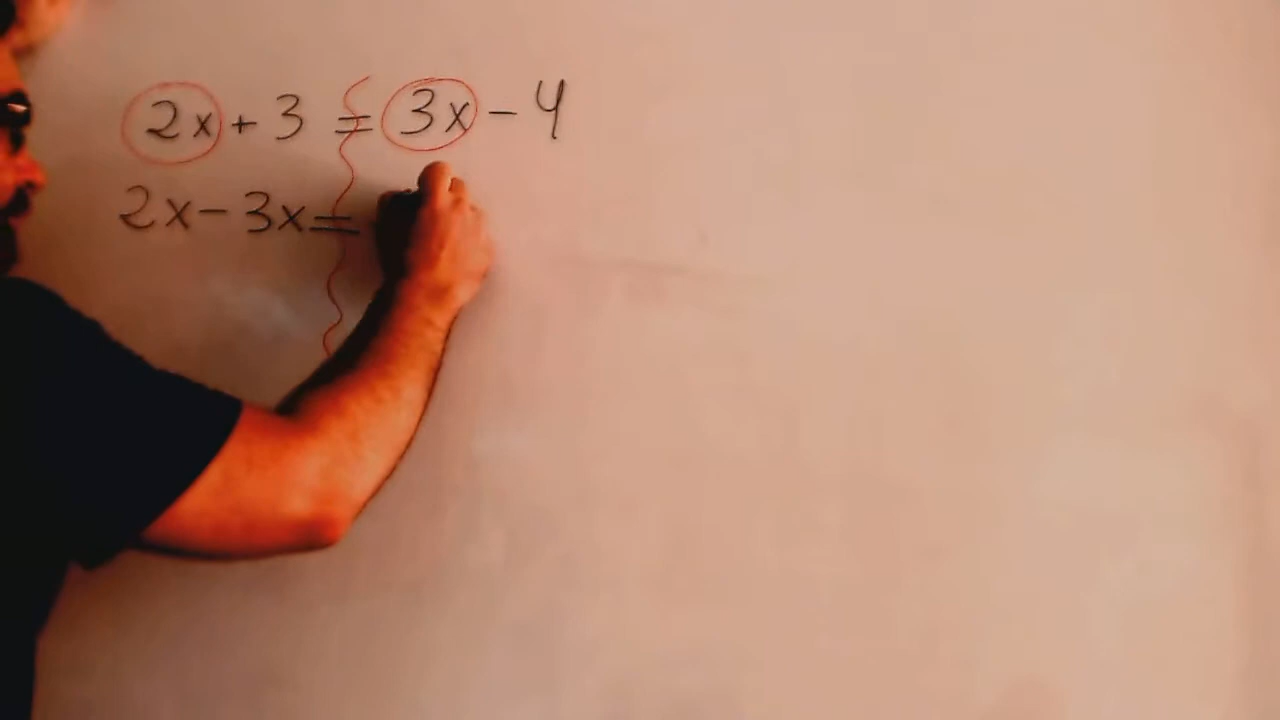 2x + 3 = 3x - 4
2x - 3x =